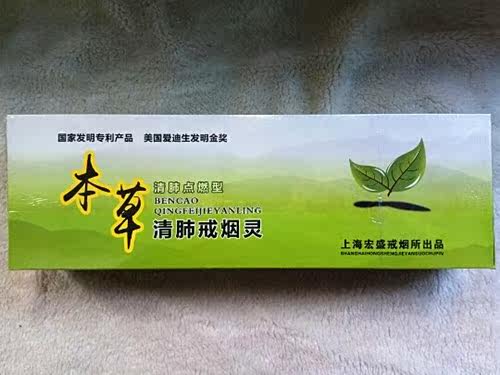 国家发明专利产品 美国爱迪生发明金奖
本草
清肺点燃型
BENCAO
QINGFEIJIEYANLING
清肺戒烟灵
上海宏盛戒烟所出品
SHANGHAIHONGSHENGJIEYANSUOCHUPIN